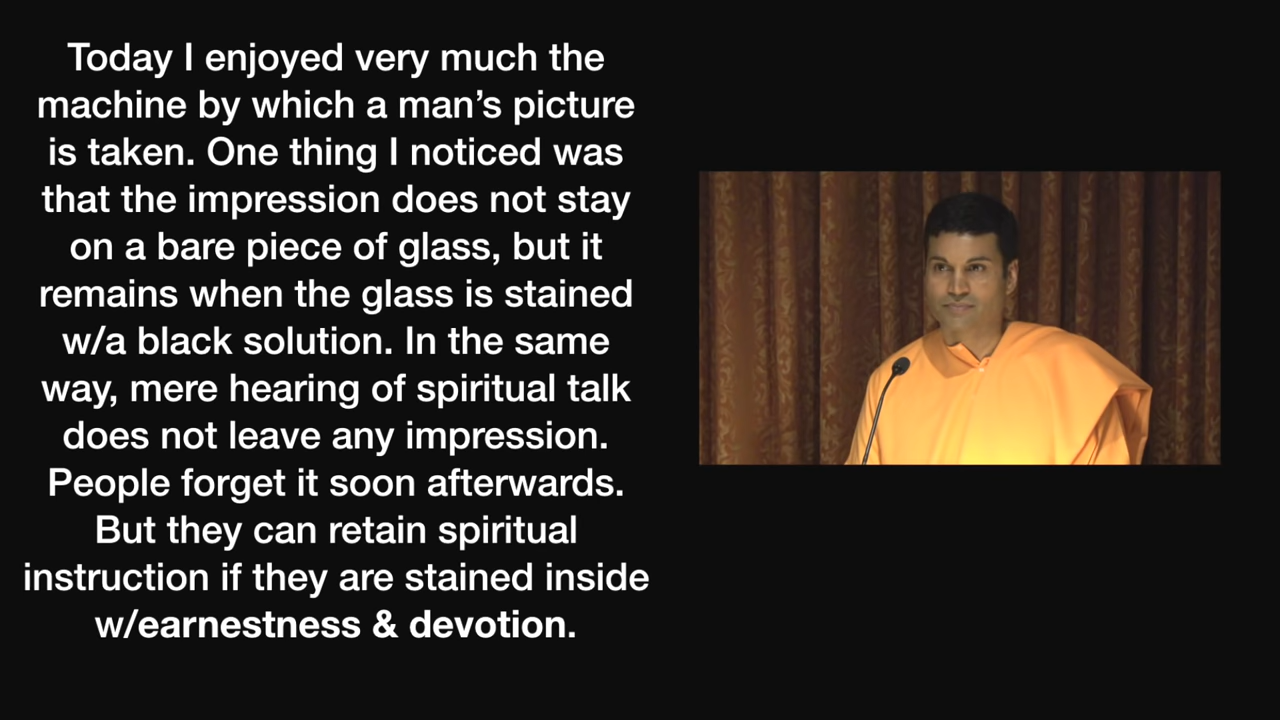 Today I enjoyed very much the
machine by which a man’s picture
is taken. One thing I noticed was
that the impression does not stay
on a bare piece of glass, but it
remains when the glass is stained
w/a black solution. In the same
way, mere hearing of spiritual talk
does not leave any impression.
People forget it soon afterwards.
But they can retain spiritual
instruction if they are stained inside
w/earnestness & devotion.